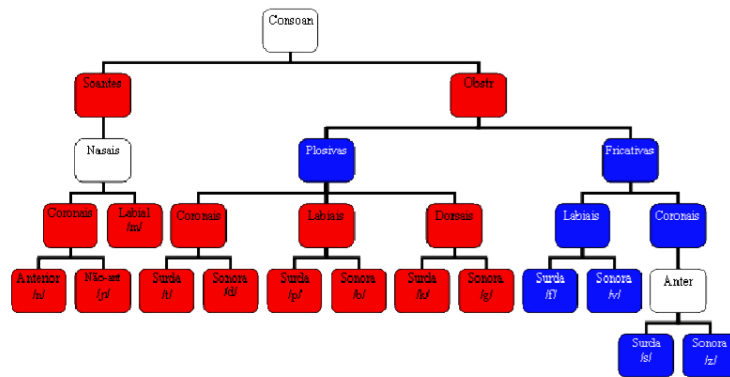 Consoan
Soantes
Obstr
Nasais
Plosivas
Fricativas
Coronais
Labial
/m/
Coronais
Labiais
Dorsais
Labiais
Coronais
Anterior
/n/
Não-ant
/ɲ/
Surda
/t/
Sonora
/d/
Surda
/p/
Sonora
/b/
Surda
/k/
Sonora
/g/
Surda
/f/
Sonora
/v/
Anter
Surda
/s/
Sonora
/z/